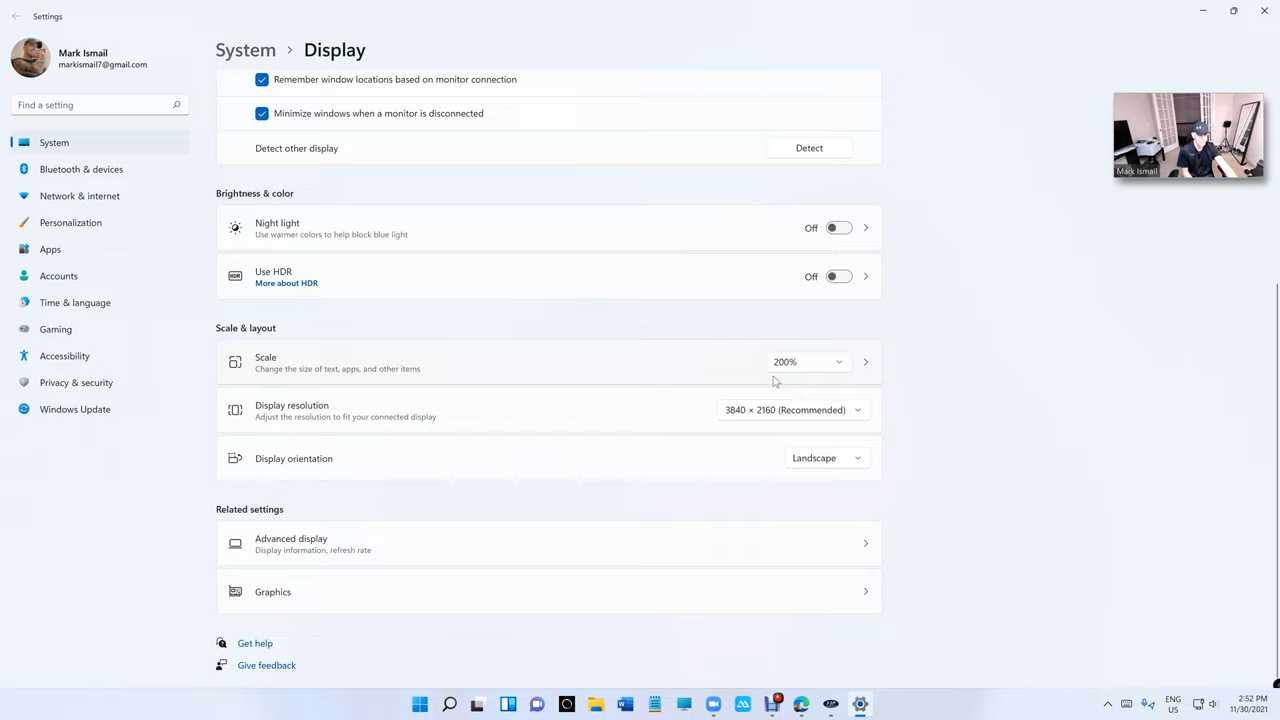 Settings
Mark Ismail
markismail7@gmail.com
Find a setting
System
Bluetooth & devices
Network & internet
Personalization
Apps
Accounts
Time & language
Gaming
Accessibility
Privacy & security
Windows Update
System › Display
Remember window locations based on monitor connection
Minimize windows when a monitor is disconnected
Detect other display
Detect
Brightness & color
Night light
Use warmer colors to help block blue light
Off
HDR
Use HDR
More about HDR
Off
Scale & layout
Scale
Change the size of text, apps, and other items
200%
Display resolution
Adjust the resolution to fit your connected display
3840 × 2160 (Recommended)
Display orientation
Landscape
Related settings
Advanced display
Display information, refresh rate
Graphics
Get help
Give feedback
Mark Ismail
ENG
US
2:52 PM
11/30/2021